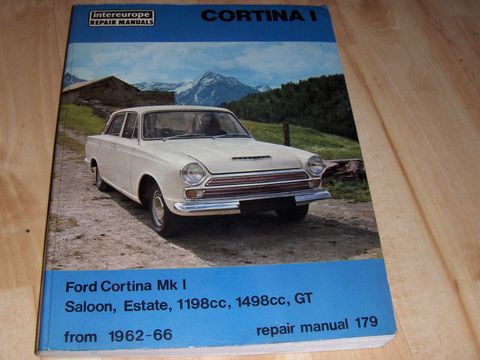 intereurope
REPAIR MANUALS
CORTINA I
Ford Cortina Mk I
Saloon, Estate, 1198cc, 1498cc, GT
from 1962-66
repair manual 179